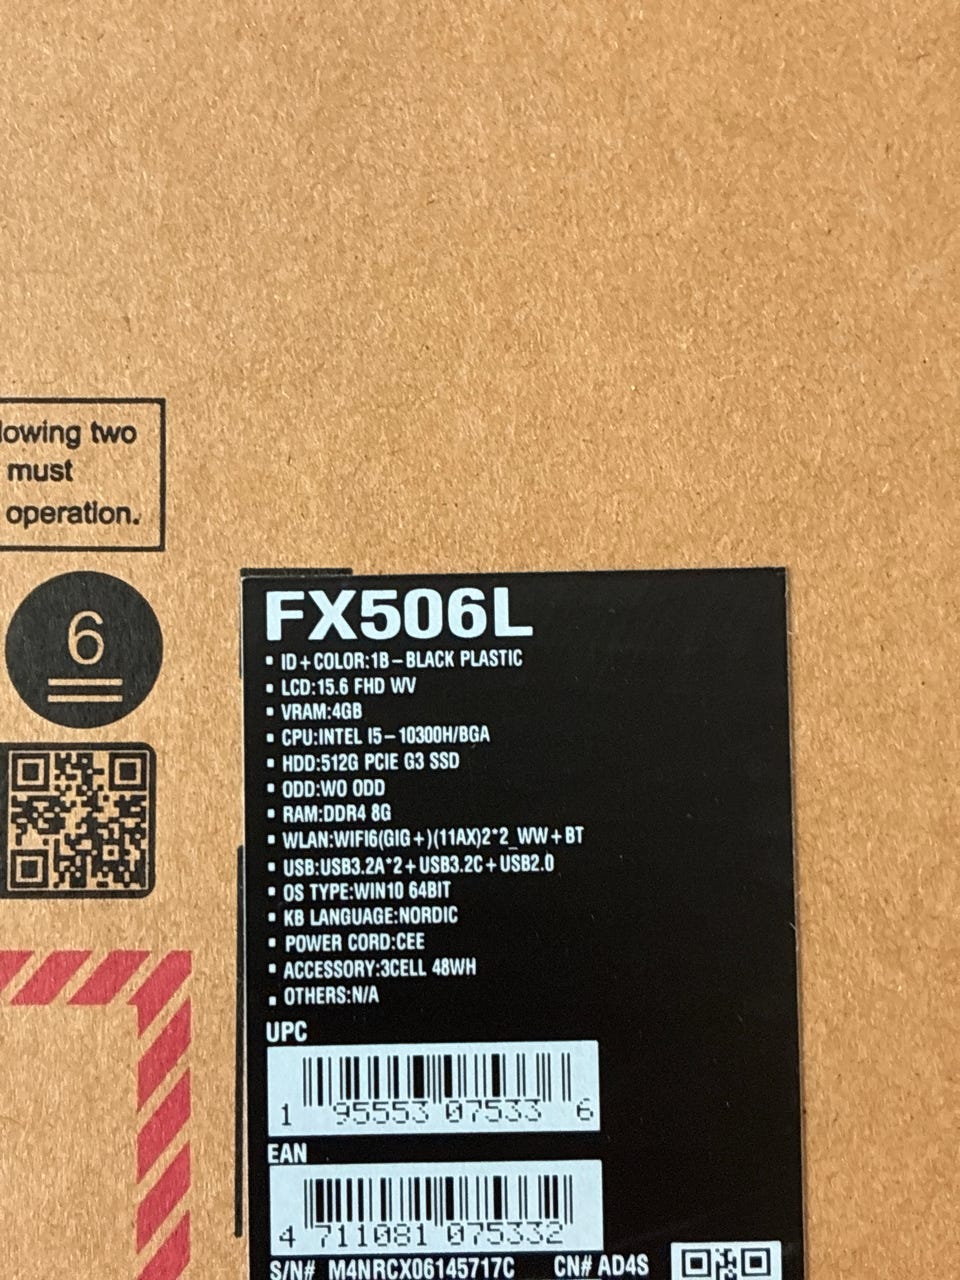 lowing two
must
operation.
6
FX506L
▪ ID+COLOR:1B-BLACK PLASTIC
▪ LCD:15.6 FHD WV
▪ VRAM:4GB
▪ CPU:INTEL I5-10300H/BGA
▪ HDD:512G PCIE G3 SSD
▪ ODD:WO ODD
▪ RAM:DDR4 8G
▪ WLAN:WIFI6(GIG+)(11AX)2*2_WW+BT
▪ USB:USB3.2A*2+USB3.2C+USB2.0
▪ OS TYPE:WIN10 64BIT
▪ KB LANGUAGE:NORDIC
▪ POWER CORD:CEE
▪ ACCESSORY:3CELL 48WH
▪ OTHERS:N/A
UPC
1 95553 07533 6
EAN
4 711081 075332
S/N# M4NRCX06145717C CN# AD4S